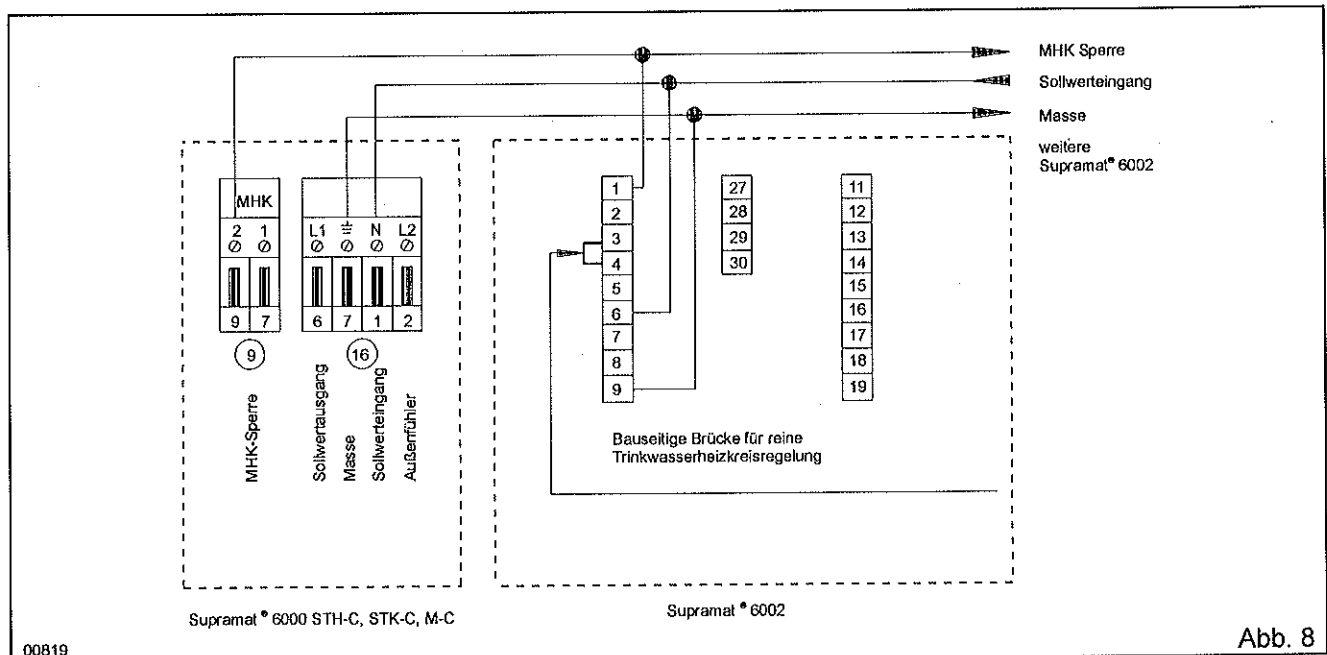 MHK Sperre
Sollwerteingang
Masse
weitere
Supramat® 6002
MHK
2 1
9 7
9
MHK-Sperre
L1 ⏚ N L2
6 7 1 2
16
Sollwertausgang
Masse
Sollwerteingang
Außenfühler
1
2
3
4
5
6
7
8
9
27
28
29
30
11
12
13
14
15
16
17
18
19
Bauseitige Brücke für reine
Trinkwasserheizkreisregelung
Supramat® 6000 STH-C, STK-C, M-C
Supramat® 6002
00819
Abb. 8